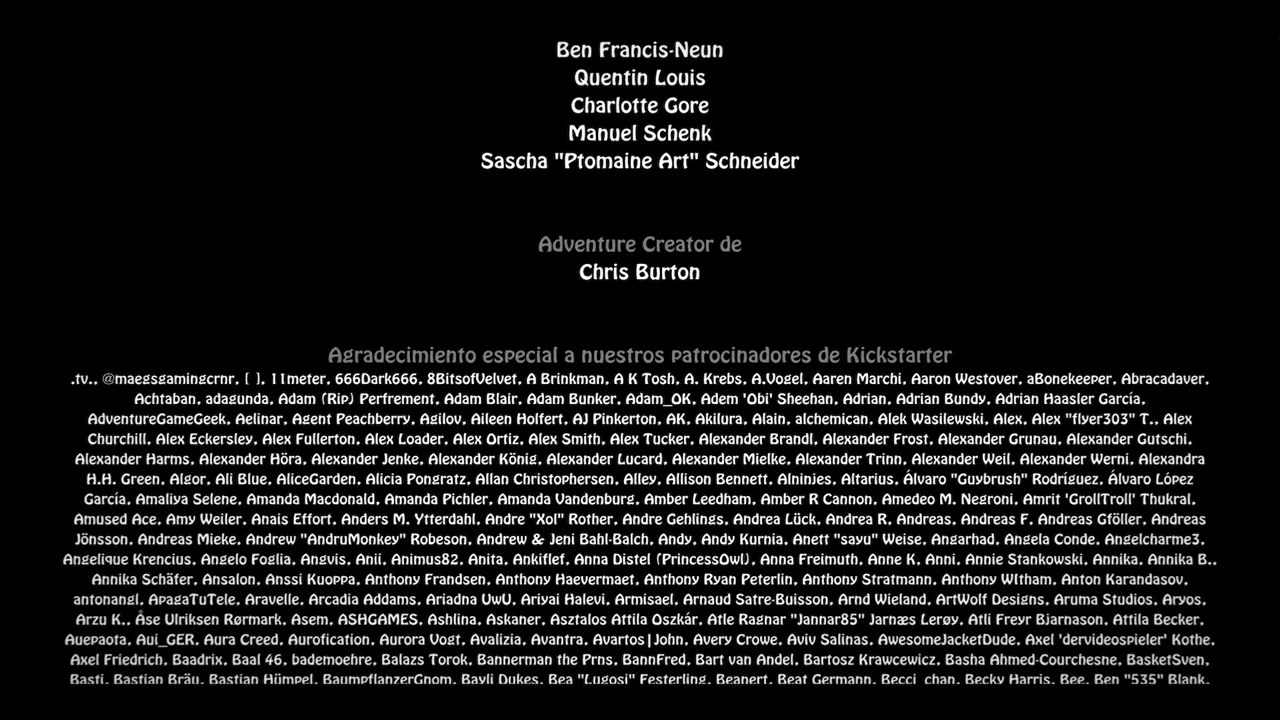 Ben Francis-Neun
Quentin Louis
Charlotte Gore
Manuel Schenk
Sascha "Ptomaine Art" Schneider
Adventure Creator de
Chris Burton
Agradecimiento especial a nuestros patrocinadores de Kickstarter
.tv., @maegsgamingcrnr, [ ], 11meter, 666Dark666, 8BitsofVelvet, A Brinkman, A K Tosh, A. Krebs, A.Vogel, Aaren Marchi, Aaron Westover, aBonekeeper, Abracadaver,
Achtaban, adagunda, Adam (Rip) Perfrement, Adam Blair, Adam Bunker, Adam_OK, Adem 'Obi' Sheehan, Adrian, Adrian Bundy, Adrian Haasler García,
AdventureGameGeek, Aelinar, Agent Peachberry, Agilov, Aileen Holfert, AJ Pinkerton, AK, Akilura, Alain, alchemican, Alek Wasilewski, Alex, Alex "flyer303" T., Alex
Churchill, Alex Eckersley, Alex Fullerton, Alex Loader, Alex Ortiz, Alex Smith, Alex Tucker, Alexander Brandl, Alexander Frost, Alexander Grunau, Alexander Gutschi,
Alexander Harms, Alexander Höra, Alexander Jenke, Alexander König, Alexander Lucard, Alexander Mielke, Alexander Trinn, Alexander Weil, Alexander Werni, Alexandra
H.H. Green, Algor, Ali Blue, AliceGarden, Alicia Pongratz, Allan Christophersen, Alley, Allison Bennett, Alninies, Altarius, Álvaro "Guybrush" Rodríguez, Álvaro López
García, Amaliya Selene, Amanda Macdonald, Amanda Pichler, Amanda Vandenburg, Amber Leedham, Amber R Cannon, Amedeo M. Negroni, Amrit 'GrollTroll' Thukral,
Amused Ace, Amy Weiler, Anais Effort, Anders M. Ytterdahl, Andre "Xol" Rother, Andre Gehlings, Andrea Lück, Andrea R, Andreas, Andreas F, Andreas Gföller, Andreas
Jönsson, Andreas Mieke, Andrew "AndruMonkey" Robeson, Andrew & Jeni Bahl-Balch, Andy, Andy Kurnia, Anett "sayu" Weise, Angarhad, Angela Conde, Angelcharme3,
Angelique Krencius, Angelo Foglia, Angvis, Anii, Animus82, Anita, Ankiflef, Anna Distel (PrincessOwl), Anna Freimuth, Anne K, Anni, Annie Stankowski, Annika, Annika B.,
Annika Schäfer, Ansalon, Anssi Kuoppa, Anthony Frandsen, Anthony Haevermaet, Anthony Ryan Peterlin, Anthony Stratmann, Anthony WItham, Anton Karandasov,
antonangl, ApagaTuTele, Aravelle, Arcadia Addams, Ariadna UwU, Ariyai Halevi, Armisael, Arnaud Satre-Buisson, Arnd Wieland, ArtWolf Designs, Aruma Studios, Aryos,
Arzu K., Åse Ulriksen Rørmark, Asem, ASHGAMES, Ashlina, Askaner, Asztalos Attila Oszkár, Atle Ragnar "Jannar85" Jarnæs Lerøy, Atli Freyr Bjarnason, Attila Becker,
Auepaota, Aui_GER, Aura Creed, Aurofication, Aurora Vogt, Avalizia, Avantra, Avartos|John, Avery Crowe, Aviv Salinas, AwesomeJacketDude, Axel 'dervideospieler' Kothe,
Axel Friedrich, Baadrix, Baal 46, bademoehre, Balazs Torok, Bannerman the Prns, BannFred, Bart van Andel, Bartosz Krawcewicz, Basha Ahmed-Courchesne, BasketSven,
Basti, Bastian Bräu, Bastian Hümpel, BaumpflanzerGnom, Bayli Dukes, Bea "Lugosi" Festerling, Beanert, Beat Germann, Becci_chan, Becky Harris, Bee, Ben "535" Blank,